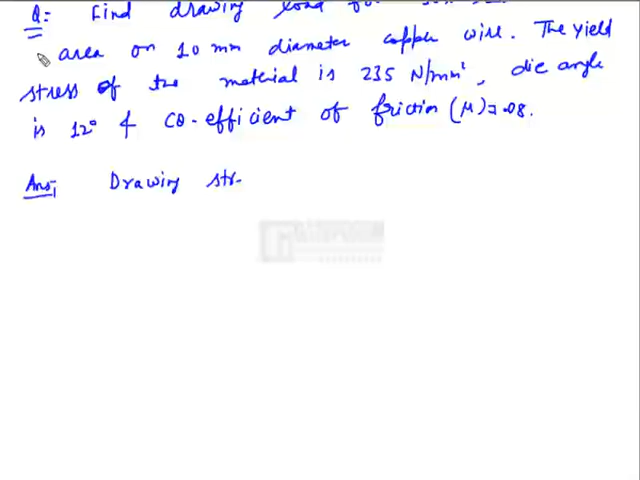 Q: Find drawing load for
area on 10 mm diameter copper wire. The yield
stress of the material is 235 N/mm², die angle
is 12° & co-efficient of friction (μ) = .08.
Ans, Drawing str-